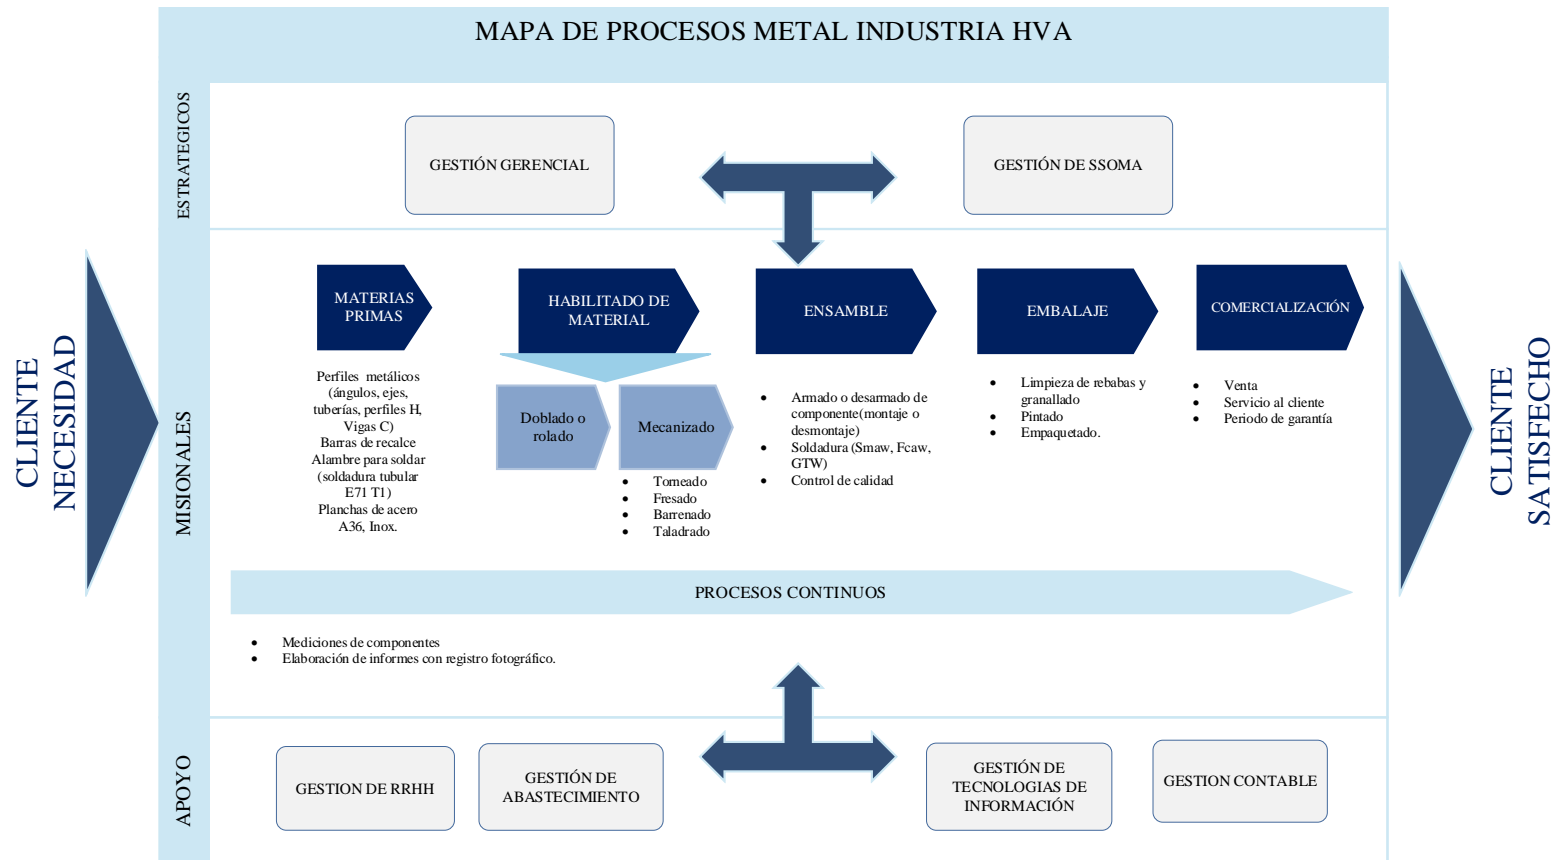 MAPA DE PROCESOS METAL INDUSTRIA HVA
ESTRATEGICOS
GESTIÓN GERENCIAL
GESTIÓN DE SSOMA
CLIENTE
NECESIDAD
MISIONALES
MATERIAS
PRIMAS
Perfiles metálicos
(ángulos, ejes,
tuberías, perfiles H,
Vigas C)
Barras de recalce
Alambre para soldar
(soldadura tubular
E71 T1)
Planchas de acero
A36, Inox.
HABILITADO DE
MATERIAL
Doblado o
rolado
Mecanizado
• Torneado
• Fresado
• Barrenado
• Taladrado
ENSAMBLE
• Armado o desarmado de
componente(montaje o
desmontaje)
• Soldadura (Smaw, Fcaw,
GTW)
• Control de calidad
EMBALAJE
• Limpieza de rebabas y
granallado
• Pintado
• Empaquetado.
COMERCIALIZACIÓN
• Venta
• Servicio al cliente
• Periodo de garantía
PROCESOS CONTINUOS
• Mediciones de componentes
• Elaboración de informes con registro fotográfico.
CLIENTE
SATISFECHO
APOYO
GESTION DE RRHH
GESTIÓN DE
ABASTECIMIENTO
GESTIÓN DE
TECNOLOGIAS DE
INFORMACIÓN
GESTION CONTABLE